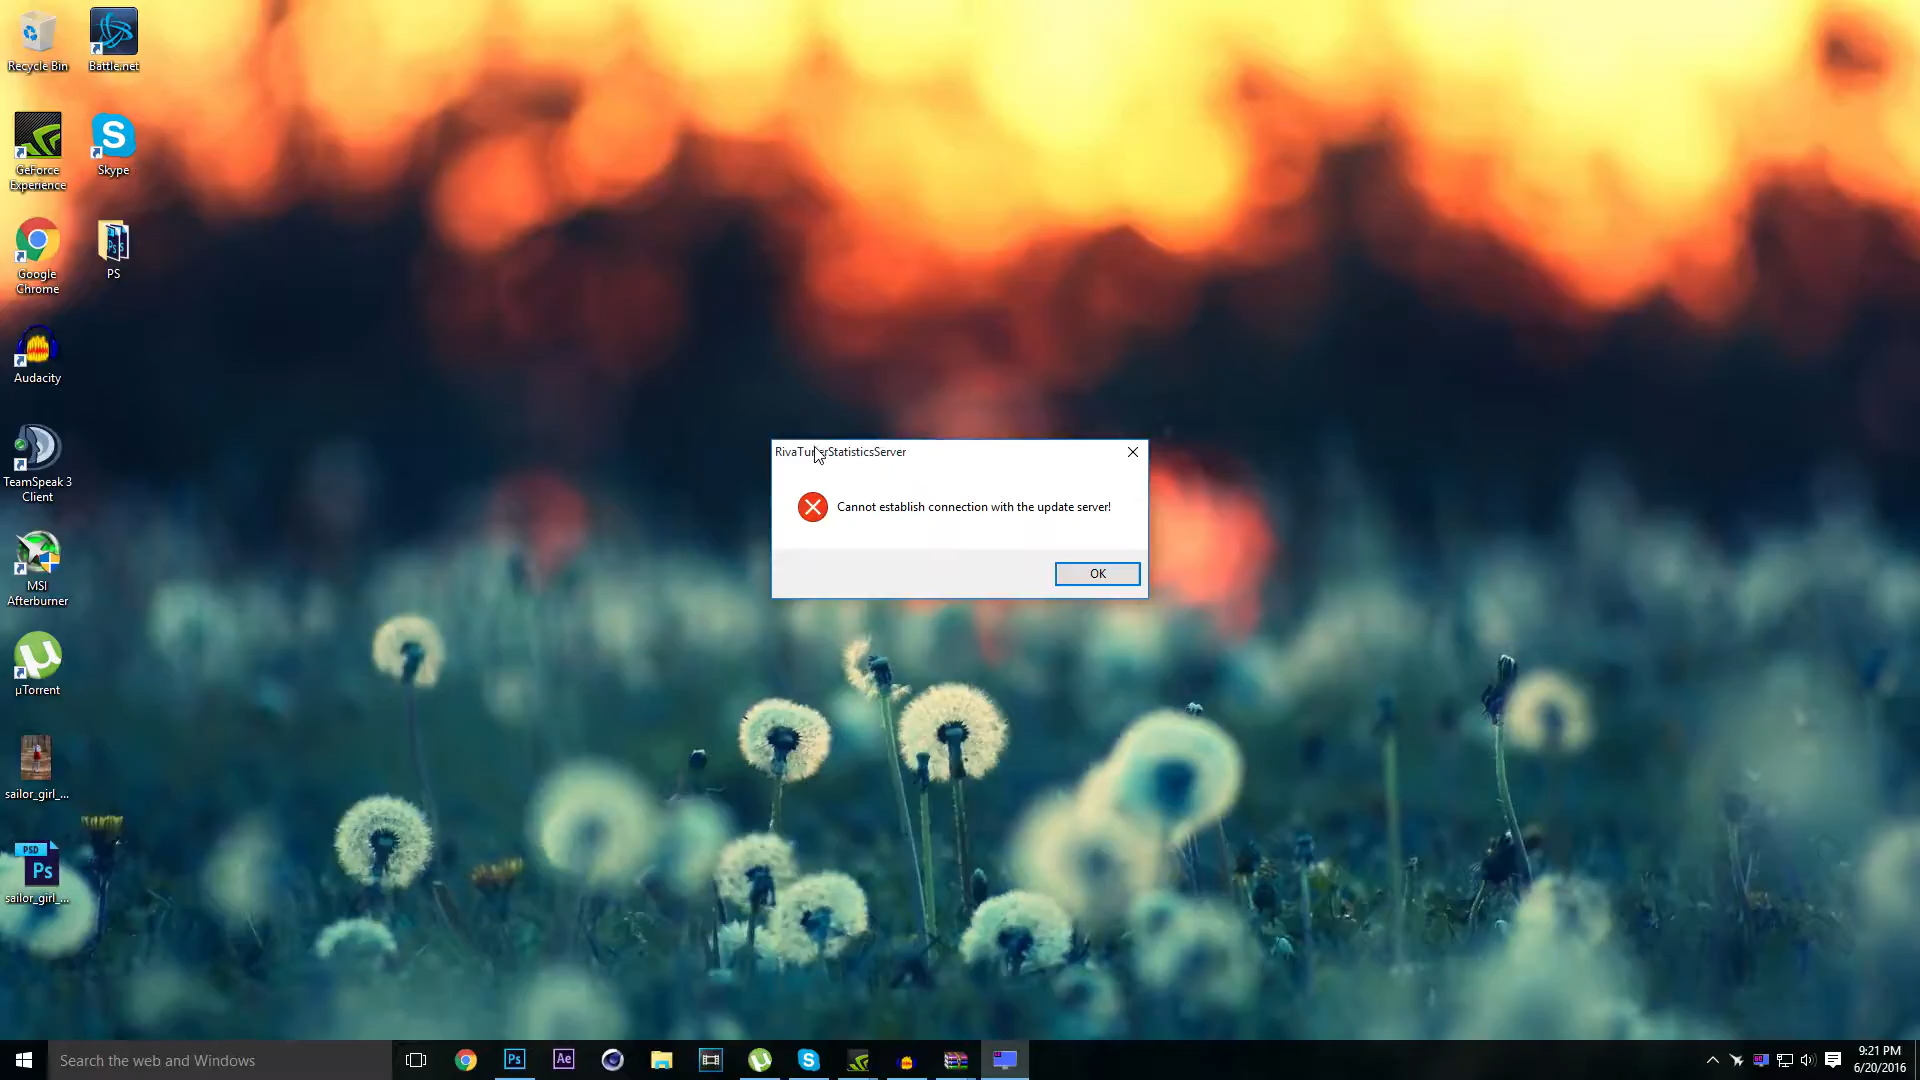 Recycle Bin
Battle.net
GeForce
Experience
S
Skype
Google
Chrome
Ps
PS
Audacity
TeamSpeak 3
Client
MSI
Afterburner
µ
µTorrent
sailor_girl_...
PSD
Ps
sailor_girl_...
RivaTunerStatisticsServer
Cannot establish connection with the update server!
OK
Search the web and Windows
Ps
Ae
µ
S
9:21 PM
6/20/2016